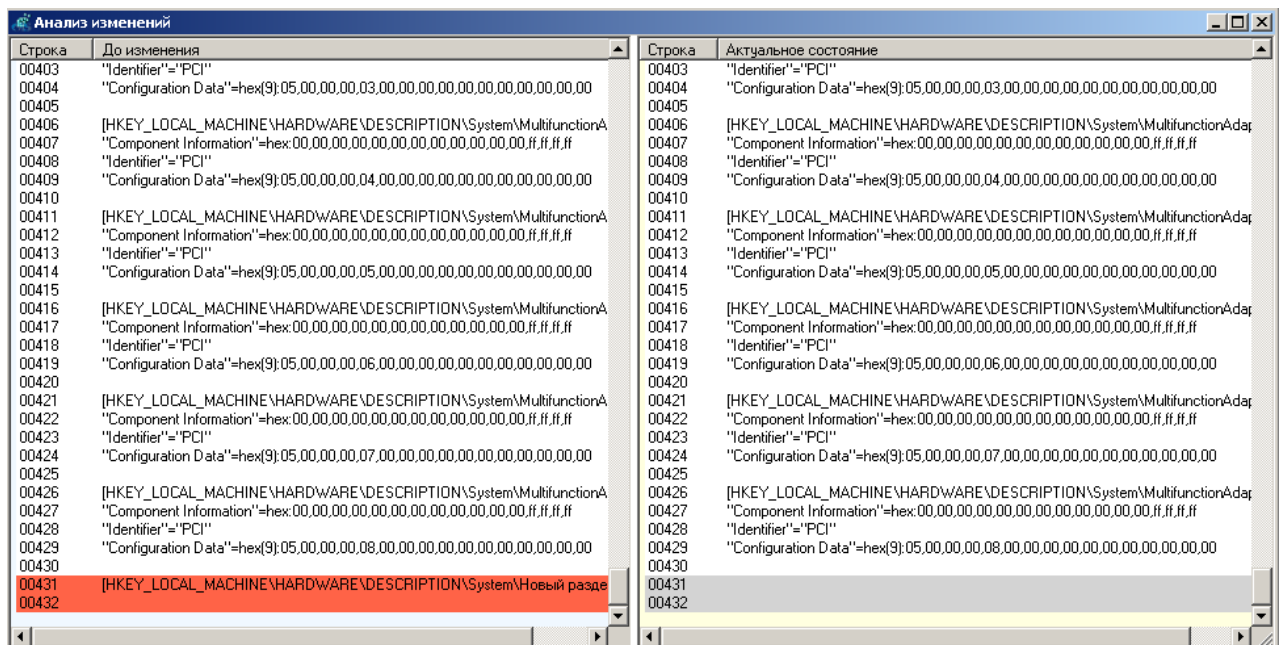 Анализ изменений
Строка До изменения
00403 "Identifier"="PCI"
00404 "Configuration Data"=hex(9):05,00,00,00,03,00,00,00,00,00,00,00,00,00,00,00
00405
00406 [HKEY_LOCAL_MACHINE\HARDWARE\DESCRIPTION\System\MultifunctionA
00407 "Component Information"=hex:00,00,00,00,00,00,00,00,00,00,00,00,ff,ff,ff,ff
00408 "Identifier"="PCI"
00409 "Configuration Data"=hex(9):05,00,00,00,04,00,00,00,00,00,00,00,00,00,00,00
00410
00411 [HKEY_LOCAL_MACHINE\HARDWARE\DESCRIPTION\System\MultifunctionA
00412 "Component Information"=hex:00,00,00,00,00,00,00,00,00,00,00,00,ff,ff,ff,ff
00413 "Identifier"="PCI"
00414 "Configuration Data"=hex(9):05,00,00,00,05,00,00,00,00,00,00,00,00,00,00,00
00415
00416 [HKEY_LOCAL_MACHINE\HARDWARE\DESCRIPTION\System\MultifunctionA
00417 "Component Information"=hex:00,00,00,00,00,00,00,00,00,00,00,00,ff,ff,ff,ff
00418 "Identifier"="PCI"
00419 "Configuration Data"=hex(9):05,00,00,00,06,00,00,00,00,00,00,00,00,00,00,00
00420
00421 [HKEY_LOCAL_MACHINE\HARDWARE\DESCRIPTION\System\MultifunctionA
00422 "Component Information"=hex:00,00,00,00,00,00,00,00,00,00,00,00,ff,ff,ff,ff
00423 "Identifier"="PCI"
00424 "Configuration Data"=hex(9):05,00,00,00,07,00,00,00,00,00,00,00,00,00,00,00
00425
00426 [HKEY_LOCAL_MACHINE\HARDWARE\DESCRIPTION\System\MultifunctionA
00427 "Component Information"=hex:00,00,00,00,00,00,00,00,00,00,00,00,ff,ff,ff,ff
00428 "Identifier"="PCI"
00429 "Configuration Data"=hex(9):05,00,00,00,08,00,00,00,00,00,00,00,00,00,00,00
00430
00431 [HKEY_LOCAL_MACHINE\HARDWARE\DESCRIPTION\System\Новый разде
00432
Строка Актуальное состояние
00403 "Identifier"="PCI"
00404 "Configuration Data"=hex(9):05,00,00,00,03,00,00,00,00,00,00,00,00,00,00,00
00405
00406 [HKEY_LOCAL_MACHINE\HARDWARE\DESCRIPTION\System\MultifunctionAdap
00407 "Component Information"=hex:00,00,00,00,00,00,00,00,00,00,00,00,ff,ff,ff,ff
00408 "Identifier"="PCI"
00409 "Configuration Data"=hex(9):05,00,00,00,04,00,00,00,00,00,00,00,00,00,00,00
00410
00411 [HKEY_LOCAL_MACHINE\HARDWARE\DESCRIPTION\System\MultifunctionAdap
00412 "Component Information"=hex:00,00,00,00,00,00,00,00,00,00,00,00,ff,ff,ff,ff
00413 "Identifier"="PCI"
00414 "Configuration Data"=hex(9):05,00,00,00,05,00,00,00,00,00,00,00,00,00,00,00
00415
00416 [HKEY_LOCAL_MACHINE\HARDWARE\DESCRIPTION\System\MultifunctionAdap
00417 "Component Information"=hex:00,00,00,00,00,00,00,00,00,00,00,00,ff,ff,ff,ff
00418 "Identifier"="PCI"
00419 "Configuration Data"=hex(9):05,00,00,00,06,00,00,00,00,00,00,00,00,00,00,00
00420
00421 [HKEY_LOCAL_MACHINE\HARDWARE\DESCRIPTION\System\MultifunctionAdap
00422 "Component Information"=hex:00,00,00,00,00,00,00,00,00,00,00,00,ff,ff,ff,ff
00423 "Identifier"="PCI"
00424 "Configuration Data"=hex(9):05,00,00,00,07,00,00,00,00,00,00,00,00,00,00,00
00425
00426 [HKEY_LOCAL_MACHINE\HARDWARE\DESCRIPTION\System\MultifunctionAdap
00427 "Component Information"=hex:00,00,00,00,00,00,00,00,00,00,00,00,ff,ff,ff,ff
00428 "Identifier"="PCI"
00429 "Configuration Data"=hex(9):05,00,00,00,08,00,00,00,00,00,00,00,00,00,00,00
00430
00431
00432